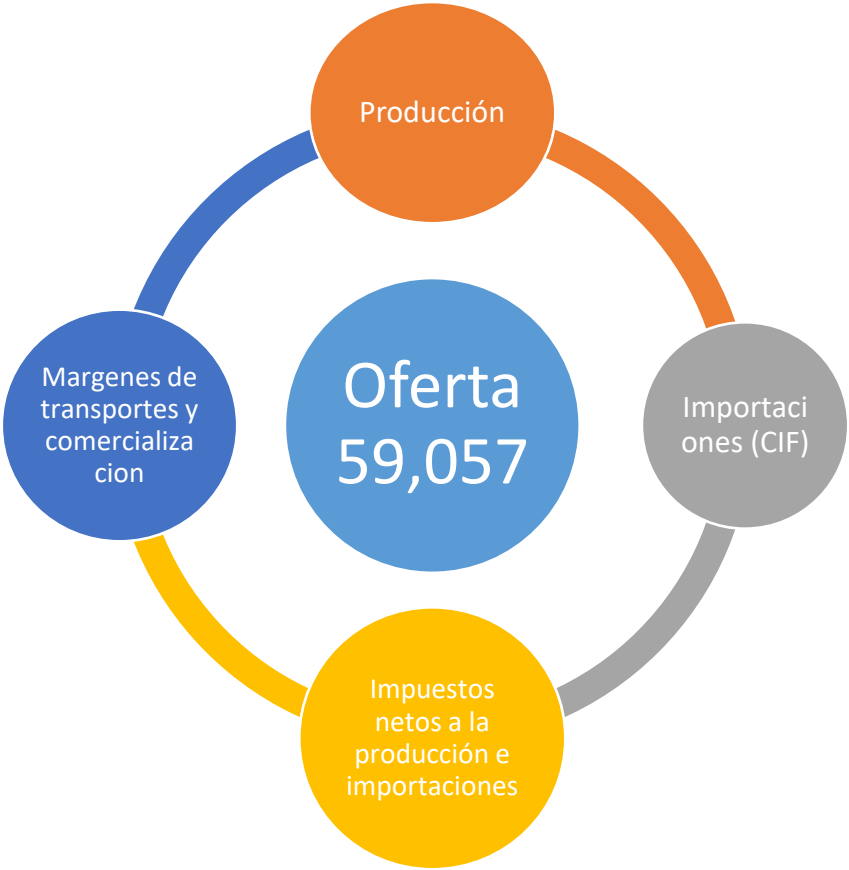 Producción
Margenes de
transportes y
comercializa
cion
Oferta
59,057
Importaci
ones (CIF)
Impuestos
netos a la
producción e
importaciones